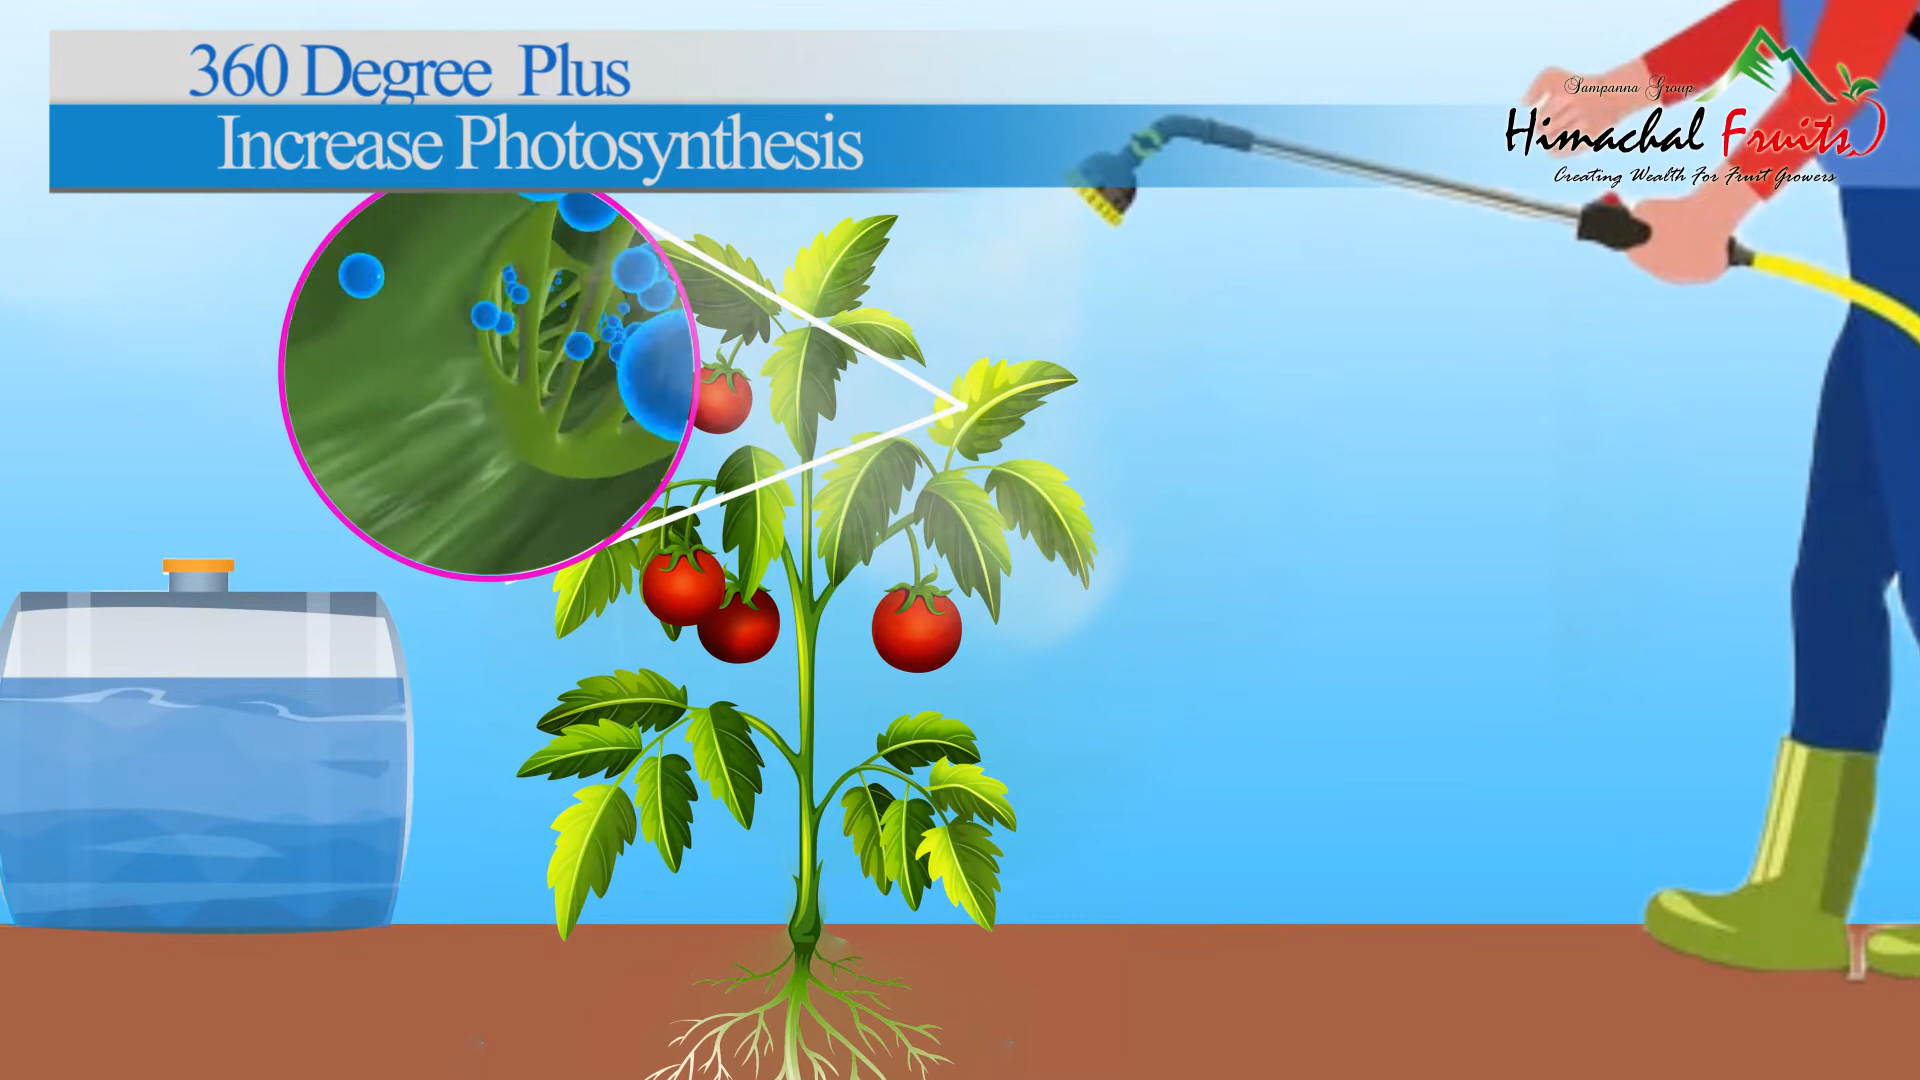 360 Degree Plus
Increase Photosynthesis
Sampanna Group
Himachal Fruits
Creating Wealth For Fruit Growers